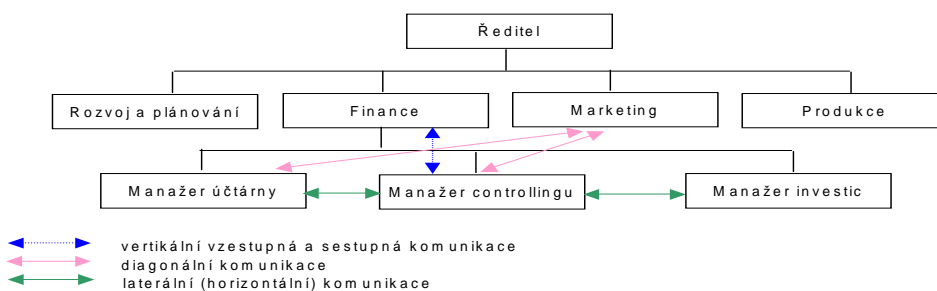 Ředitel
Rozvoj a plánování
Finance
Marketing
Produkce
Manažer účtárny
Manažer controllingu
Manažer investic
vertikální vzestupná a sestupná komunikace
diagonální komunikace
laterální (horizontální) komunikace